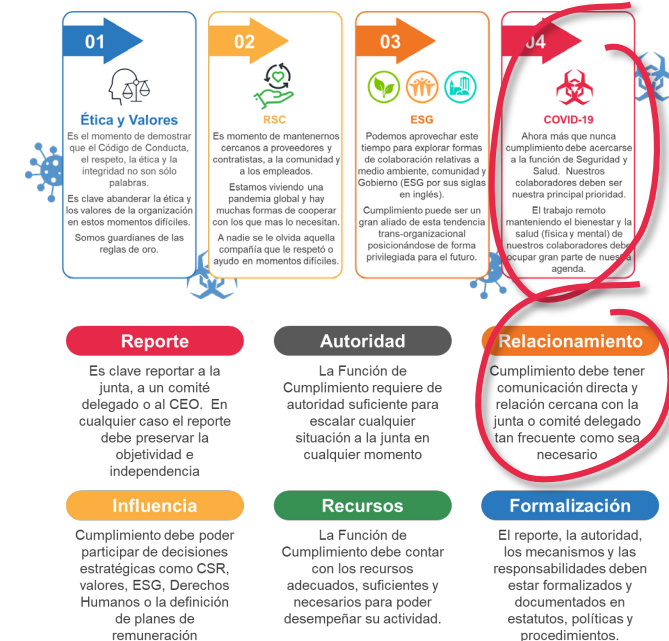 01
Ética y Valores
Es el momento de demostrar
que el Código de Conducta,
el respeto, la ética y la
integridad no son sólo
palabras.
Es clave abanderar la ética y
los valores de la organización
en estos momentos difíciles.
Somos guardianes de las
reglas de oro.
02
RSC
Es momento de mantenernos
cercanos a proveedores y
contratistas, a la comunidad y
a los empleados.
Estamos viviendo una
pandemia global y hay
muchas formas de cooperar
con los que mas lo necesitan.
A nadie se le olvida aquella
compañía que le respetó o
ayudo en momentos difíciles.
03
ESG
Podemos aprovechar este
tiempo para explorar formas
de colaboración relativas a
medio ambiente, comunidad y
Gobierno (ESG por sus siglas
en inglés).
Cumplimiento puede ser un
gran aliado de esta tendencia
trans-organizacional
posicionándose de forma
privilegiada para el futuro.
04
COVID-19
Ahora más que nunca
cumplimiento debe acercarse
a la función de Seguridad y
Salud. Nuestros
colaboradores deben ser
nuestra principal prioridad.
El trabajo remoto
manteniendo el bienestar y la
salud (física y mental) de
nuestros colaboradores debe
ocupar gran parte de nuestra
agenda.
Reporte
Es clave reportar a la
junta, a un comité
delegado o al CEO. En
cualquier caso el reporte
debe preservar la
objetividad e
independencia
Autoridad
La Función de
Cumplimiento requiere de
autoridad suficiente para
escalar cualquier
situación a la junta en
cualquier momento
Relacionamiento
Cumplimiento debe tener
comunicación directa y
relación cercana con la
junta o comité delegado
tan frecuente como sea
necesario
Influencia
Cumplimiento debe poder
participar de decisiones
estratégicas como CSR,
valores, ESG, Derechos
Humanos o la definición
de planes de
remuneración
Recursos
La Función de
Cumplimiento debe contar
con los recursos
adecuados, suficientes y
necesarios para poder
desempeñar su actividad.
Formalización
El reporte, la autoridad,
los mecanismos y las
responsabilidades deben
estar formalizados y
documentados en
estatutos, políticas y
procedimientos.